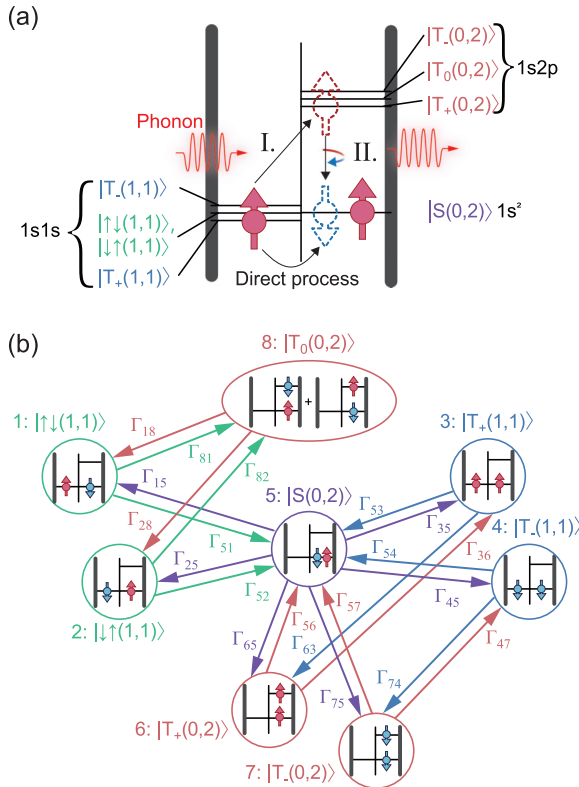 (a)
|T₋(0,2)⟩
|T₀(0,2)⟩
|T₊(0,2)⟩
1s2p
Phonon
I.
II.
1s1s
|T₋(1,1)⟩
|↑↓(1,1)⟩,
|↓↑(1,1)⟩
|T₊(1,1)⟩
|S(0,2)⟩ 1s²
Direct process
(b)
8: |T₀(0,2)⟩
1: |↑↓(1,1)⟩
3: |T₊(1,1)⟩
Γ₁₈
Γ₈₁
+
Γ₁₅
Γ₈₂
5: |S(0,2)⟩
Γ₅₃
Γ₃₅
4: |T₋(1,1)⟩
Γ₂₈
Γ₅₁
Γ₃₆
Γ₅₄
Γ₂₅
Γ₅₂
Γ₄₅
2: |↓↑(1,1)⟩
Γ₅₆
Γ₅₇
Γ₆₅
Γ₆₃
Γ₄₇
Γ₇₅
Γ₇₄
6: |T₊(0,2)⟩
7: |T₋(0,2)⟩